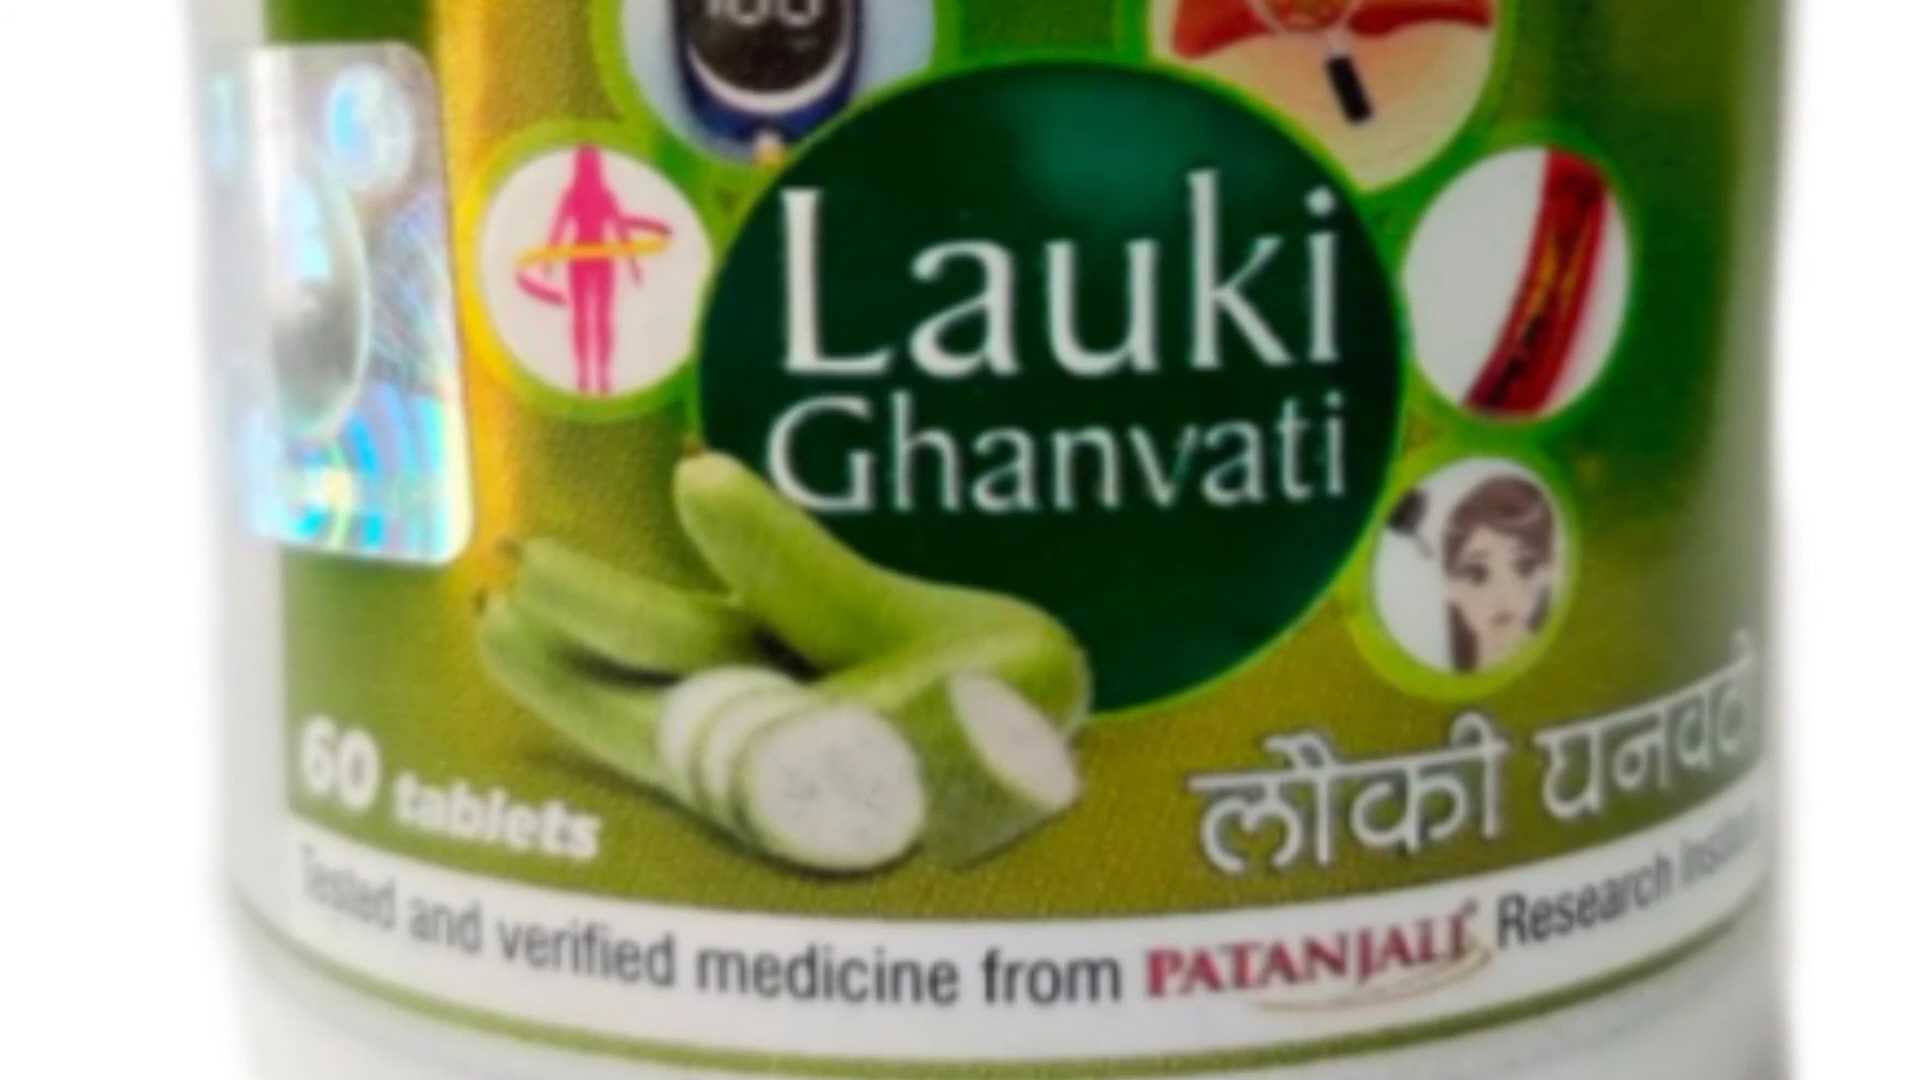 Lauki
Ghanvati
60 tablets
लौकी घनवटी
Tested and verified medicine from PATANJALI Research